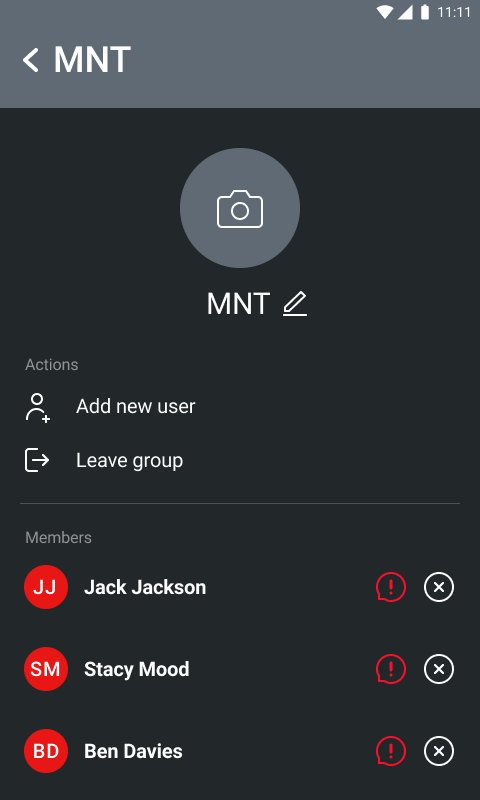 11:11
MNT
MNT
Actions
Add new user
Leave group
Members
JJ Jack Jackson
SM Stacy Mood
BD Ben Davies